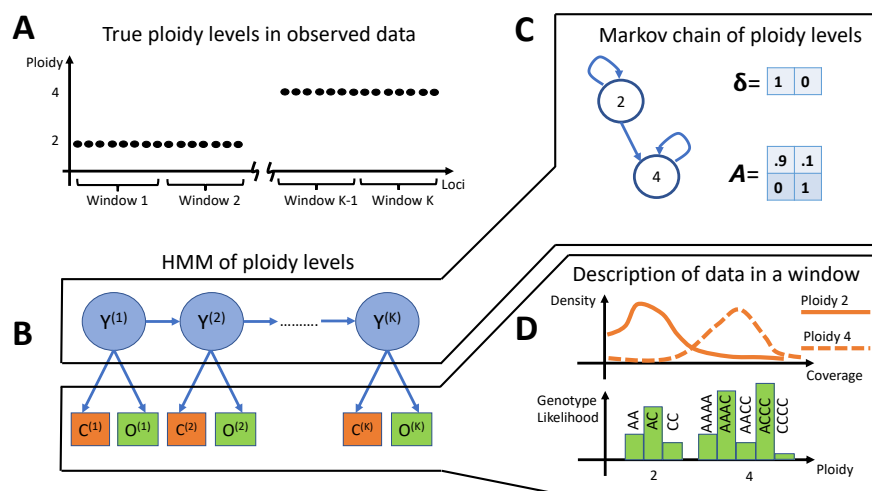 A
True ploidy levels in observed data
Ploidy
4
2
Loci
Window 1
Window 2
Window K-1
Window K
B
HMM of ploidy levels
Y(1)
Y(2)
..........
Y(K)
C(1)
O(1)
C(2)
O(2)
C(K)
O(K)
C
Markov chain of ploidy levels
2
4
δ= 1 0
A= .9 .1
0 1
D
Description of data in a window
Density
Ploidy 2
Ploidy 4
Coverage
Genotype
Likelihood
AA
AC
CC
AAAA
AAAC
AACC
ACCC
CCCC
2
4
Ploidy